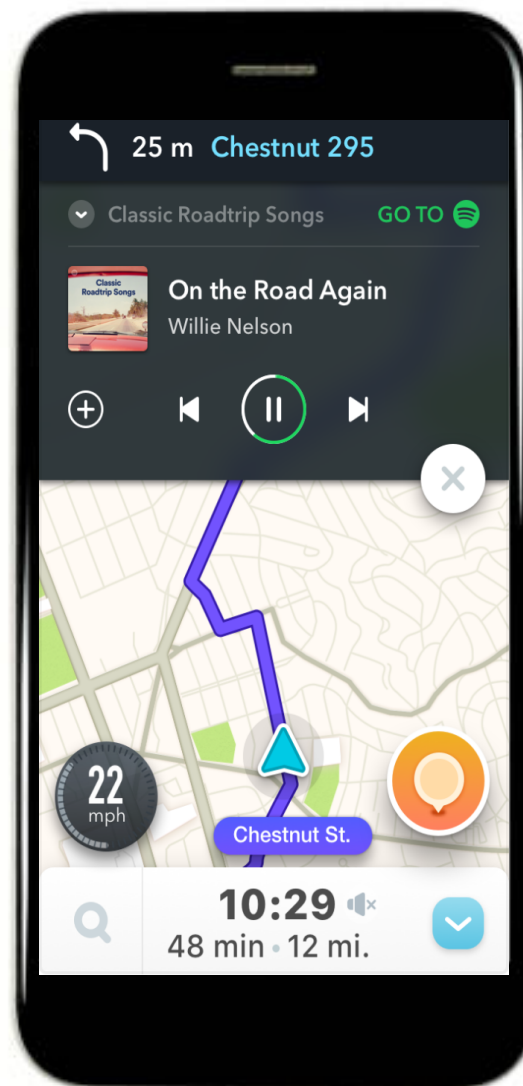 25 m Chestnut 295
Classic Roadtrip Songs GO TO
Classic
Roadtrip Songs
On the Road Again
Willie Nelson
22
mph
Chestnut St.
10:29
48 min • 12 mi.